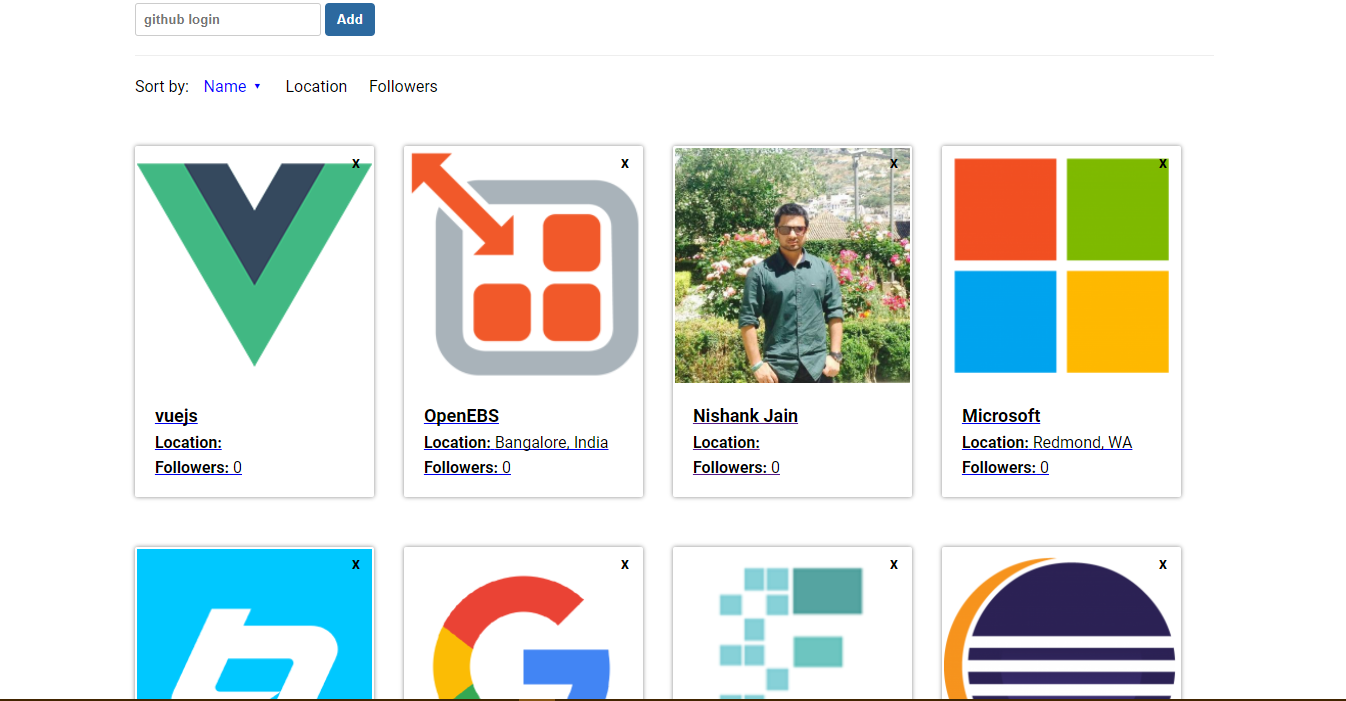 github login Add
Sort by: Name ▼ Location Followers
x x x x
vuejs OpenEBS Nishank Jain Microsoft
Location: Location: Bangalore, India Location: Location: Redmond, WA
Followers: 0 Followers: 0 Followers: 0 Followers: 0
x x x x